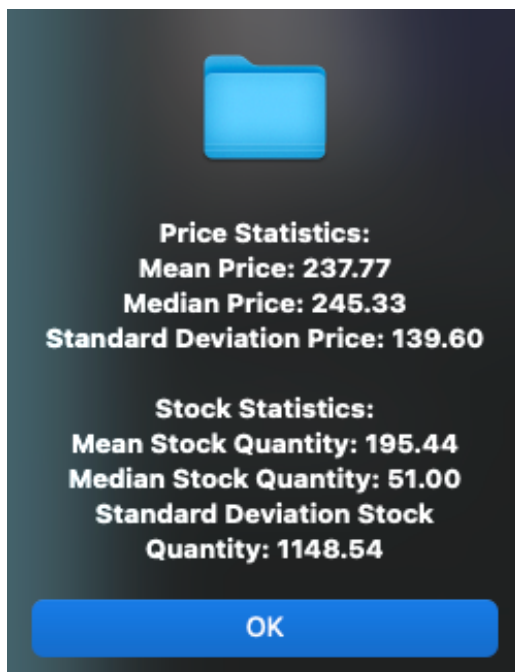 Price Statistics:
Mean Price: 237.77
Median Price: 245.33
Standard Deviation Price: 139.60
Stock Statistics:
Mean Stock Quantity: 195.44
Median Stock Quantity: 51.00
Standard Deviation Stock
Quantity: 1148.54
OK